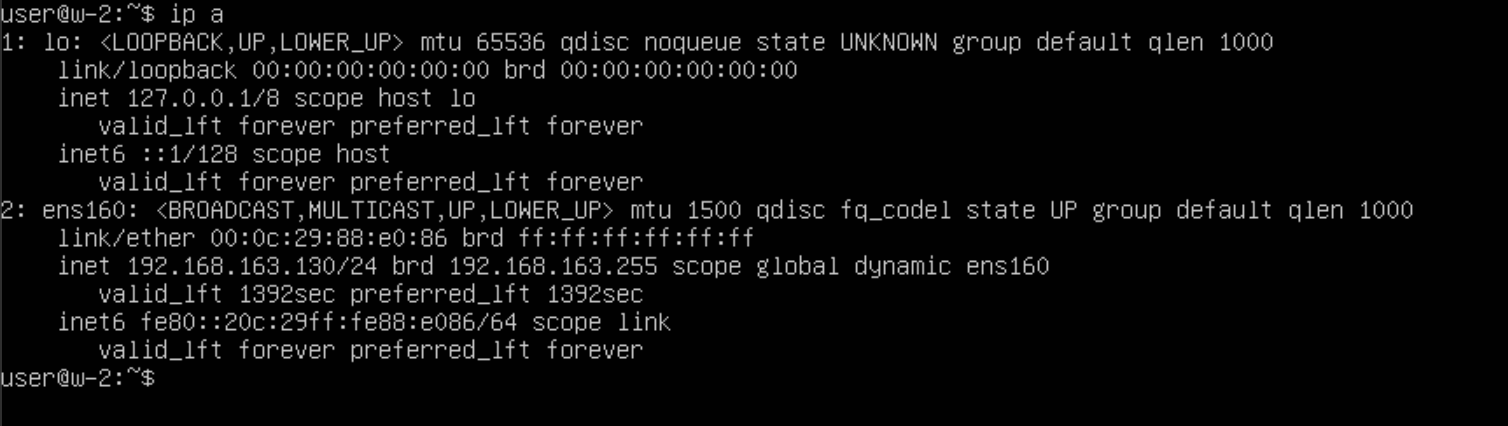 user@w-2:~$ ip a
1: lo: <LOOPBACK,UP,LOWER_UP> mtu 65536 qdisc noqueue state UNKNOWN group default qlen 1000
    link/loopback 00:00:00:00:00:00 brd 00:00:00:00:00:00
    inet 127.0.0.1/8 scope host lo
       valid_lft forever preferred_lft forever
    inet6 ::1/128 scope host
       valid_lft forever preferred_lft forever
2: ens160: <BROADCAST,MULTICAST,UP,LOWER_UP> mtu 1500 qdisc fq_codel state UP group default qlen 1000
    link/ether 00:0c:29:88:e0:86 brd ff:ff:ff:ff:ff:ff
    inet 192.168.163.130/24 brd 192.168.163.255 scope global dynamic ens160
       valid_lft 1392sec preferred_lft 1392sec
    inet6 fe80::20c:29ff:fe88:e086/64 scope link
       valid_lft forever preferred_lft forever
user@w-2:~$